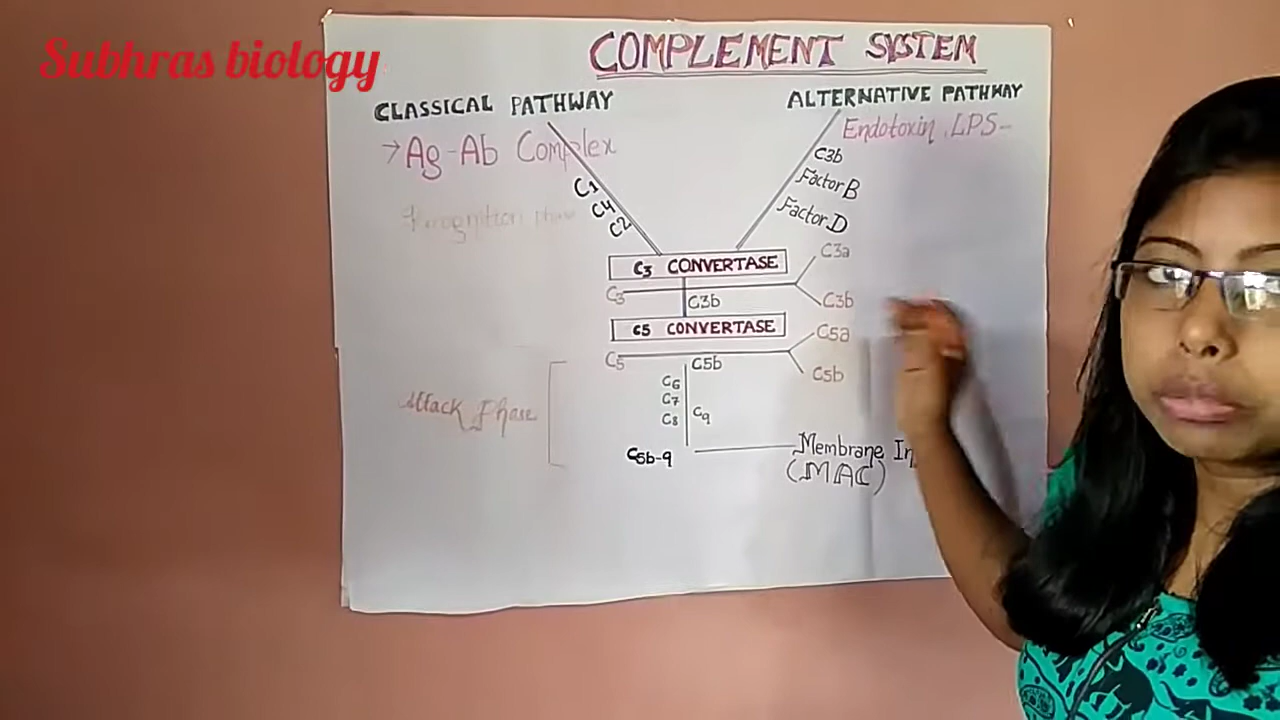 Subhras biology
COMPLEMENT SYSTEM
CLASSICAL PATHWAY
ALTERNATIVE PATHWAY
→ Ag-Ab Complex
Endotoxin, LPS-
C1
C4
C2
C3b
Factor B
Factor D
C3 CONVERTASE
C3a
C3
C3b
C3b
C5 CONVERTASE
C5a
C5
C5b
C5b
C6
C7
C8
C9
Attack Phase
C5b-9
Membrane In
(MAC)